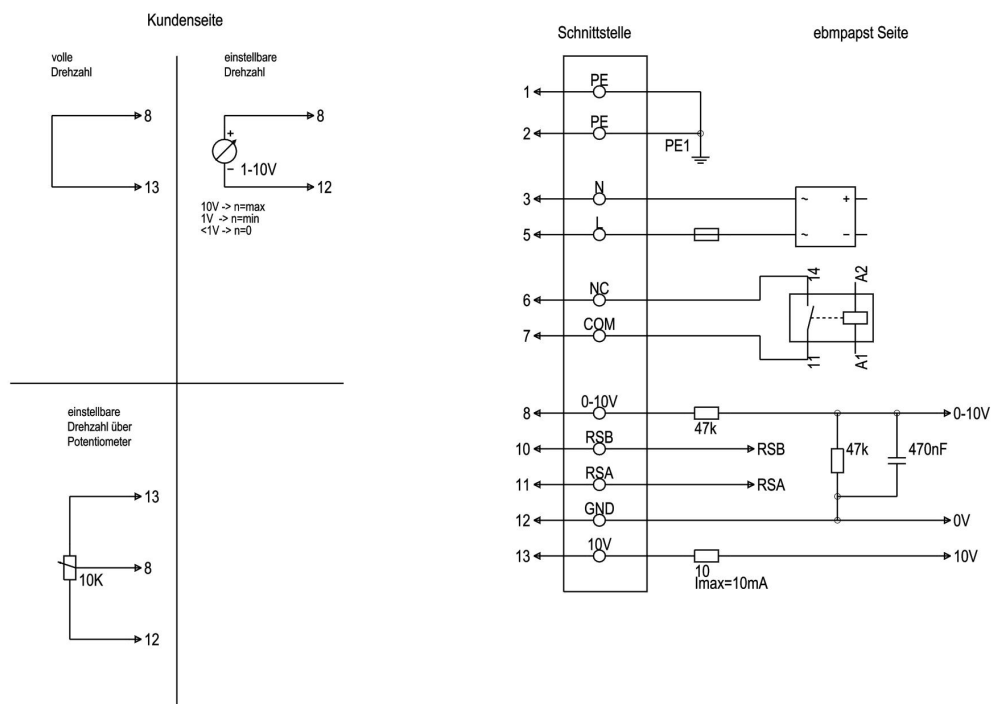 Kundenseite
volle
Drehzahl
8
13
einstellbare
Drehzahl
8
+
−
1-10V
12
10V -> n=max
1V -> n=min
<1V -> n=0
einstellbare
Drehzahl über
Potentiometer
13
10K
8
12
Schnittstelle
ebmpapst Seite
1
PE
2
PE
PE1
3
N
~
+
5
L
~
−
14
A2
6
NC
7
COM
11
A1
8
0-10V
47k
0-10V
10
RSB
RSB
47k
470nF
11
RSA
RSA
12
GND
0V
13
10V
10
Imax=10mA
10V